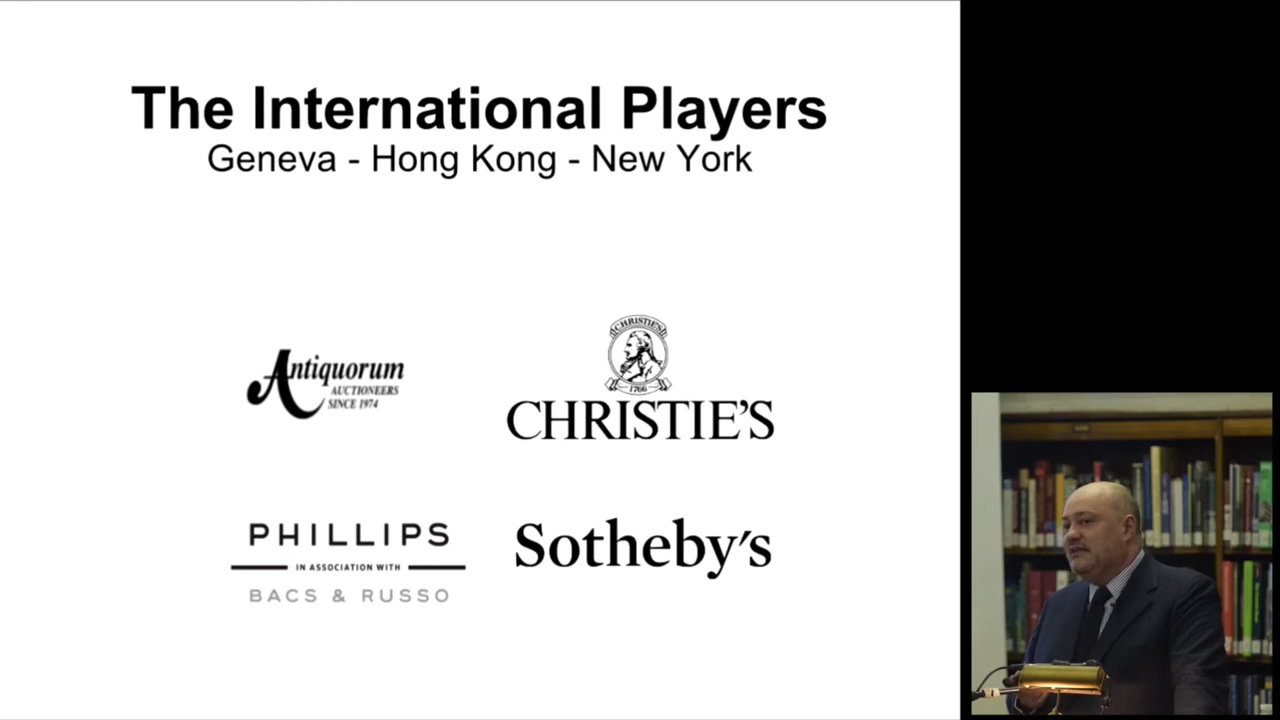 The International Players
Geneva - Hong Kong - New York
Antiquorum
AUCTIONEERS
SINCE 1974
CHRISTIE'S
1766
CHRISTIE'S
PHILLIPS
IN ASSOCIATION WITH
BACS & RUSSO
Sotheby's